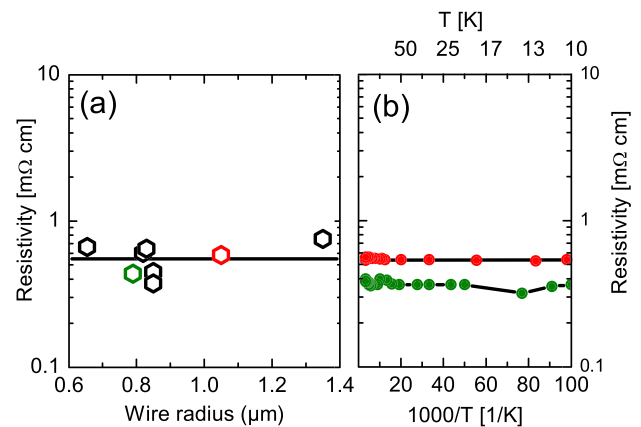 T [K]
50 25 17 13 10
10 (a) (b) 10
Resistivity [mΩ cm]
Resistivity [mΩ cm]
1 1
0.1 0.1
0.6 0.8 1.0 1.2 1.4 20 40 60 80 100
Wire radius (μm) 1000/T [1/K]